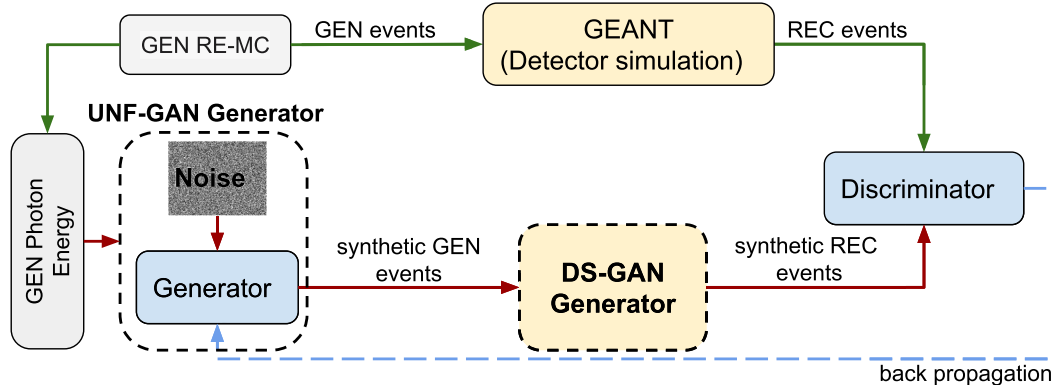 GEN RE-MC
GEN events
GEANT
(Detector simulation)
REC events
UNF-GAN Generator
GEN Photon
Energy
Noise
Generator
synthetic GEN
events
DS-GAN
Generator
synthetic REC
events
Discriminator
back propagation